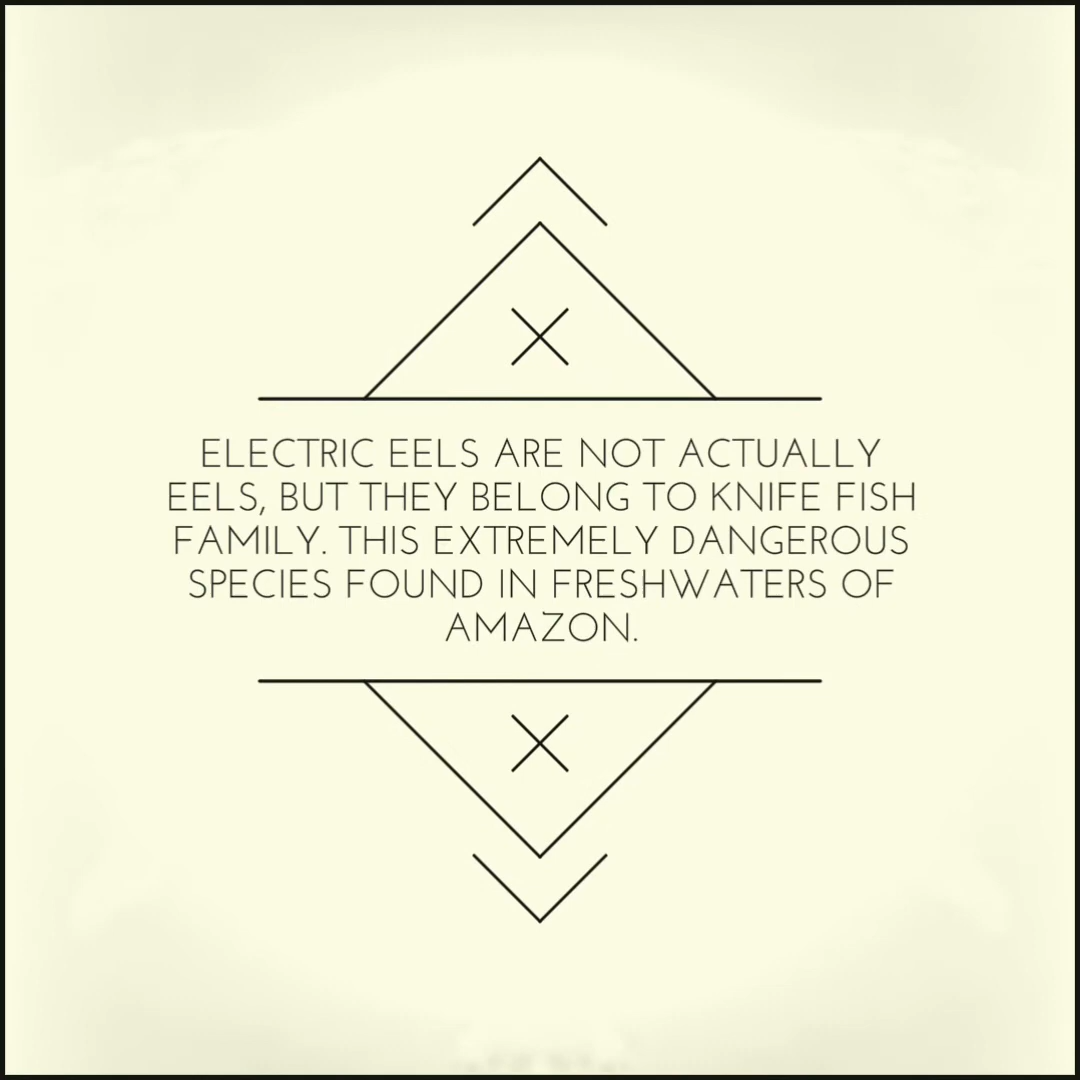 ELECTRIC EELS ARE NOT ACTUALLY
EELS, BUT THEY BELONG TO KNIFE FISH
FAMILY. THIS EXTREMELY DANGEROUS
SPECIES FOUND IN FRESHWATERS OF
AMAZON.